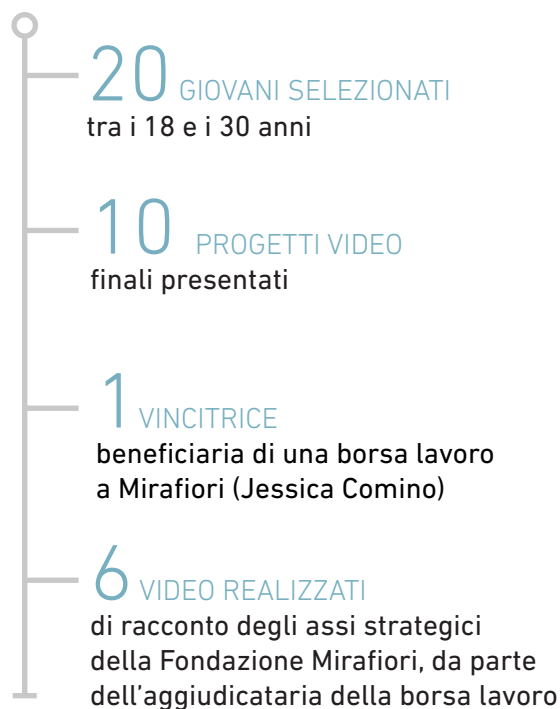 20 GIOVANI SELEZIONATI
tra i 18 e i 30 anni
10 PROGETTI VIDEO
finali presentati
1 VINCITRICE
beneficiaria di una borsa lavoro
a Mirafiori (Jessica Comino)
6 VIDEO REALIZZATI
di racconto degli assi strategici
della Fondazione Mirafiori, da parte
dell'aggiudicataria della borsa lavoro